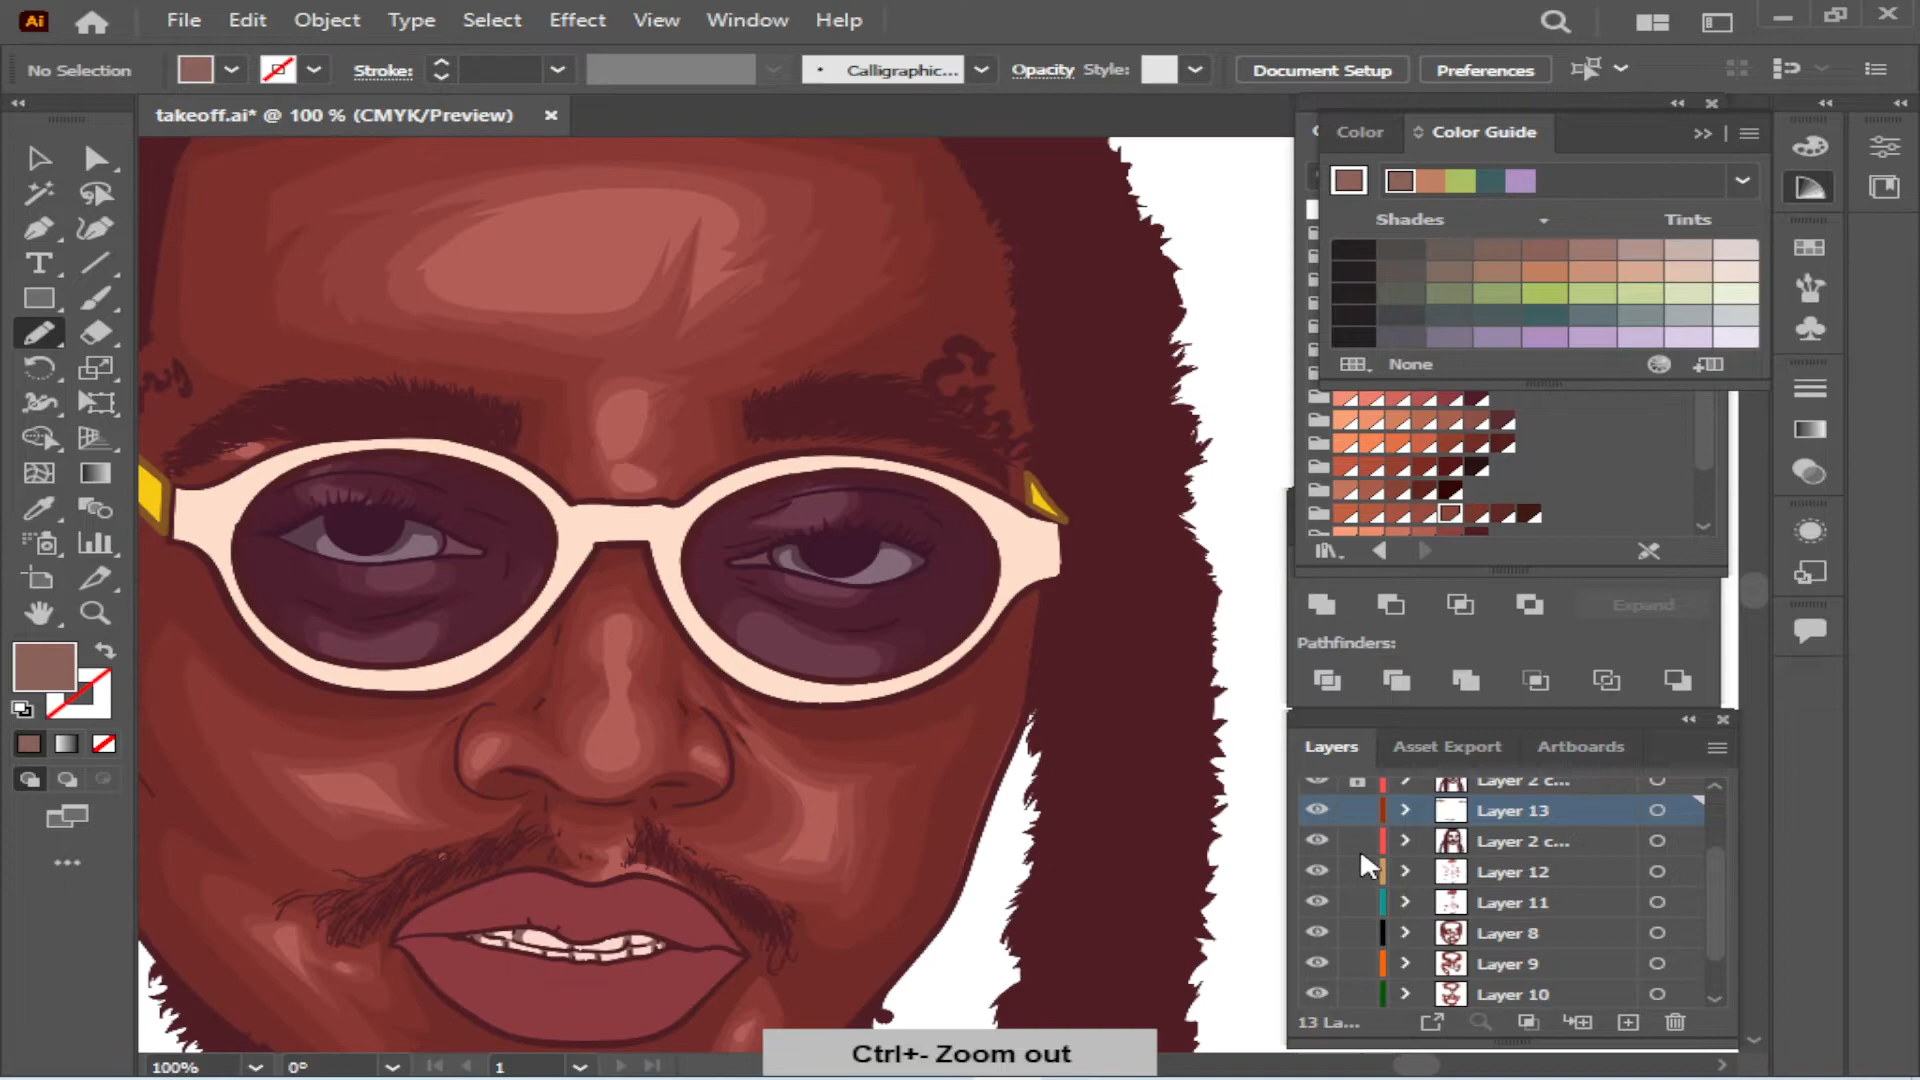 Ai File Edit Object Type Select Effect View Window Help
No Selection Stroke: Calligraphic... Opacity Style: Document Setup Preferences
takeoff.ai* @ 100 % (CMYK/Preview)
Color Color Guide
Shades Tints
None
Expand
Pathfinders:
Layers Asset Export Artboards
Layer 2 c...
Layer 13
Layer 2 c...
Layer 12
Layer 11
Layer 8
Layer 9
Layer 10
13 La...
Ctrl+- Zoom out
100% 0° 1